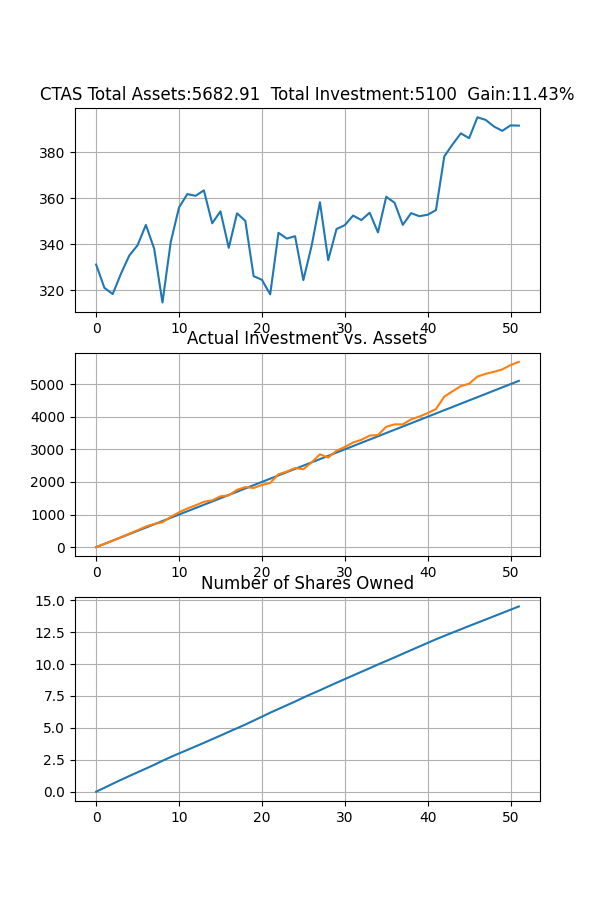 CTAS Total Assets:5682.91  Total Investment:5100  Gain:11.43%
380
360
340
320
0 10 20 30 40 50
Actual Investment vs. Assets
5000
4000
3000
2000
1000
0
0 10 20 30 40 50
Number of Shares Owned
15.0
12.5
10.0
7.5
5.0
2.5
0.0
0 10 20 30 40 50